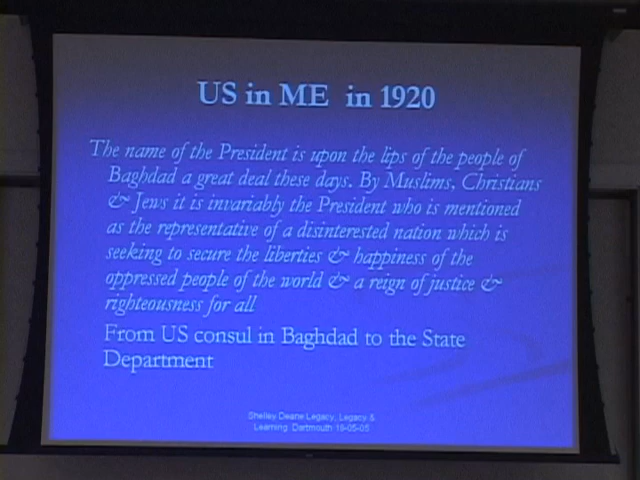 US in ME in 1920
The name of the President is upon the lips of the people of
Baghdad a great deal these days. By Muslims, Christians
& Jews it is invariably the President who is mentioned
as the representative of a disinterested nation which is
seeking to secure the liberties & happiness of the
oppressed people of the world & a reign of justice &
righteousness for all
From US consul in Baghdad to the State
Department
Shelley Deane Legacy, Legacy &
Learning Dartmouth 16-05-05